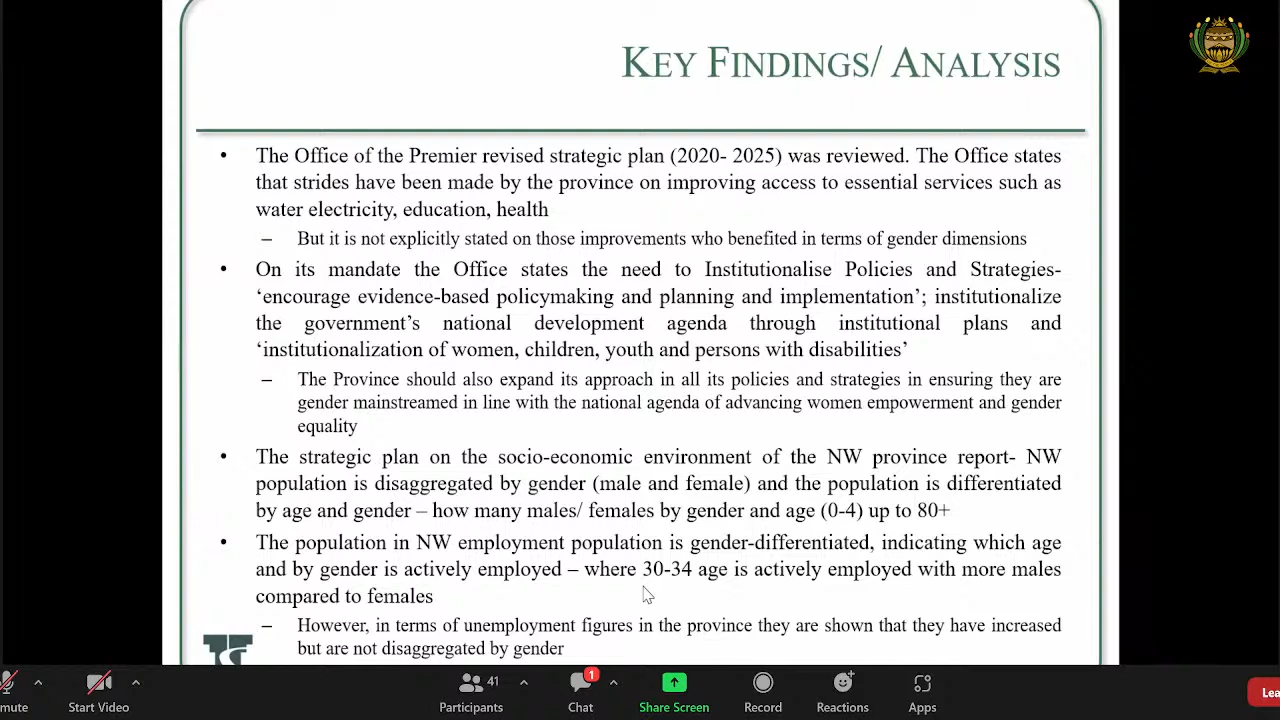 KEY FINDINGS/ ANALYSIS
• The Office of the Premier revised strategic plan (2020- 2025) was reviewed. The Office states
that strides have been made by the province on improving access to essential services such as
water electricity, education, health
– But it is not explicitly stated on those improvements who benefited in terms of gender dimensions
• On its mandate the Office states the need to Institutionalise Policies and Strategies-
‘encourage evidence-based policymaking and planning and implementation’; institutionalize
the government’s national development agenda through institutional plans and
‘institutionalization of women, children, youth and persons with disabilities’
– The Province should also expand its approach in all its policies and strategies in ensuring they are
gender mainstreamed in line with the national agenda of advancing women empowerment and gender
equality
• The strategic plan on the socio-economic environment of the NW province report- NW
population is disaggregated by gender (male and female) and the population is differentiated
by age and gender – how many males/ females by gender and age (0-4) up to 80+
• The population in NW employment population is gender-differentiated, indicating which age
and by gender is actively employed – where 30-34 age is actively employed with more males
compared to females
– However, in terms of unemployment figures in the province they are shown that they have increased
but are not disaggregated by gender
41
1
mute
Start Video
Participants
Chat
Share Screen
Record
Reactions
Apps
Lea